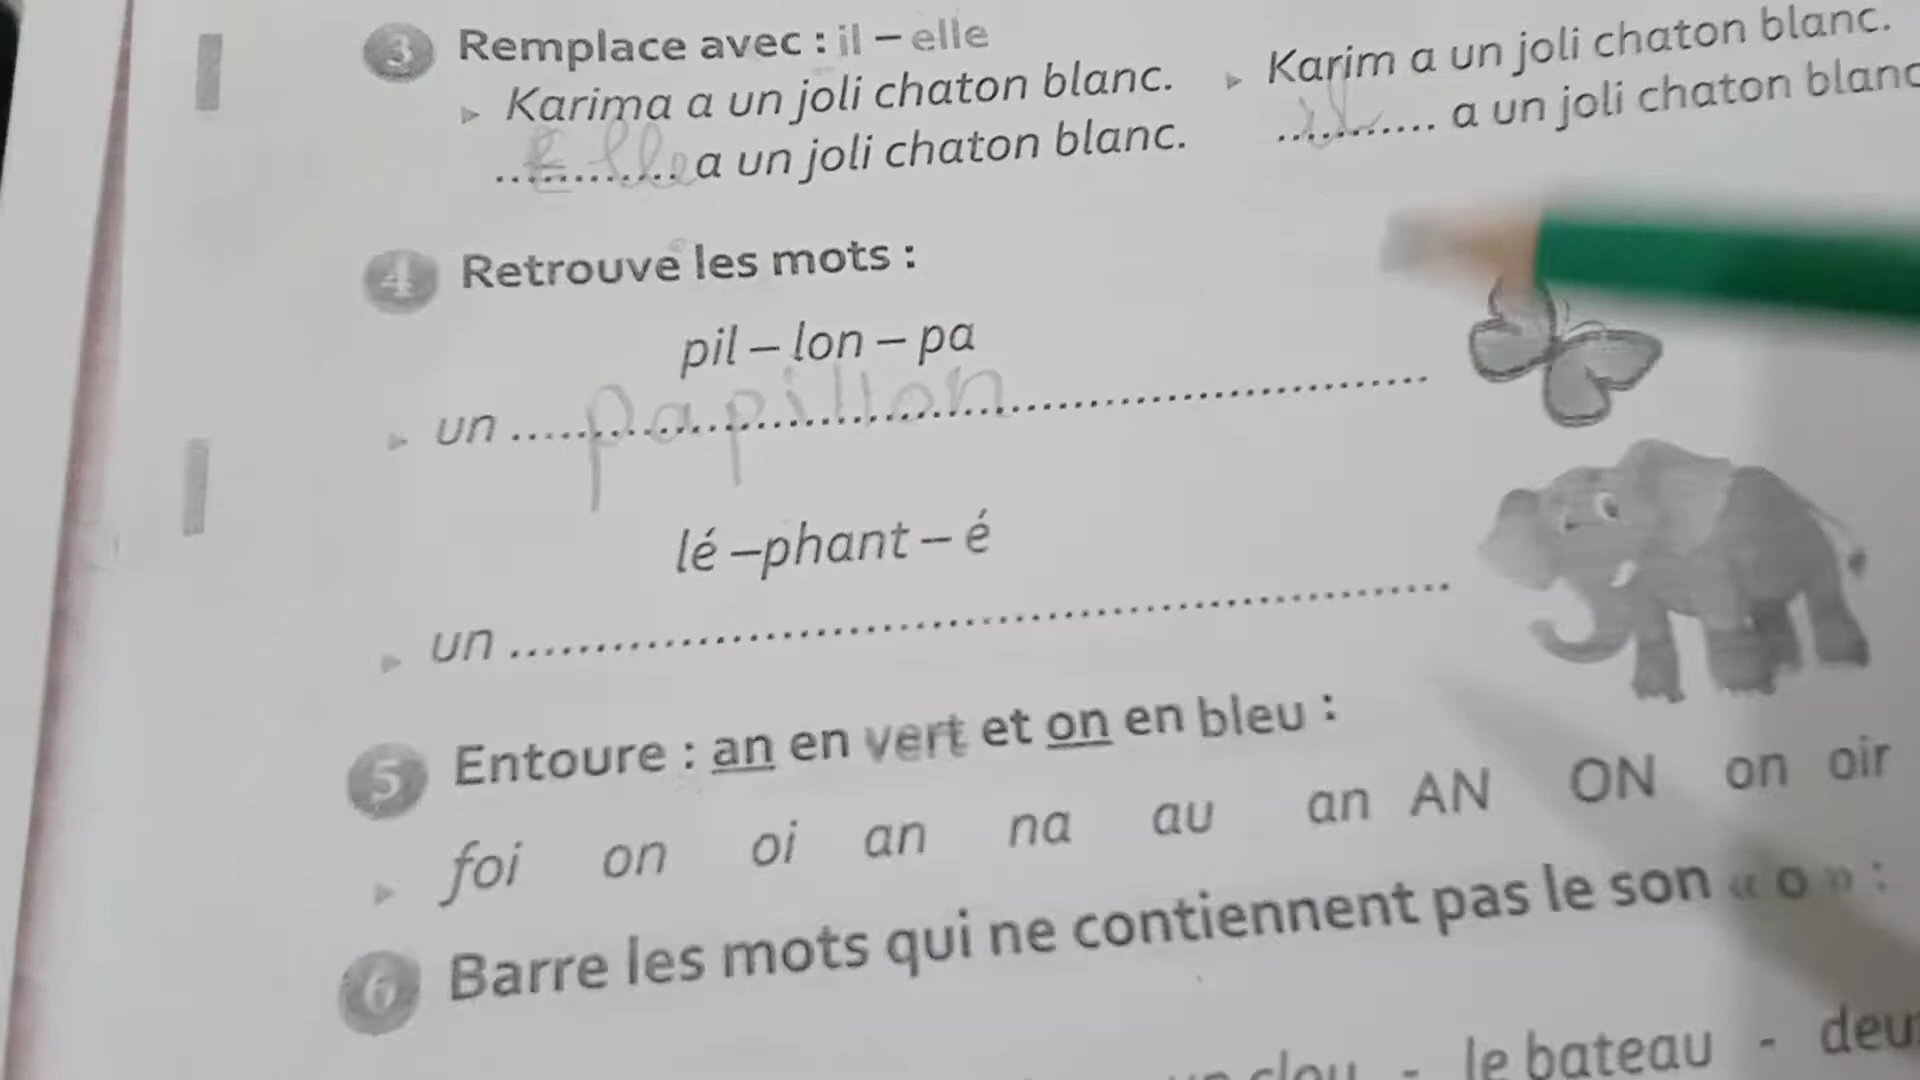 3 Remplace avec : il – elle
Karima a un joli chaton blanc.
Elle a un joli chaton blanc.
Karim a un joli chaton blanc.
il a un joli chaton blanc
4 Retrouve les mots :
pil – lon – pa
un papillon
lé – phant – é
un
5 Entoure : an en vert et on en bleu :
foi on oi an na au an AN ON on oir
6 Barre les mots qui ne contiennent pas le son « o » :
clou - le bateau -